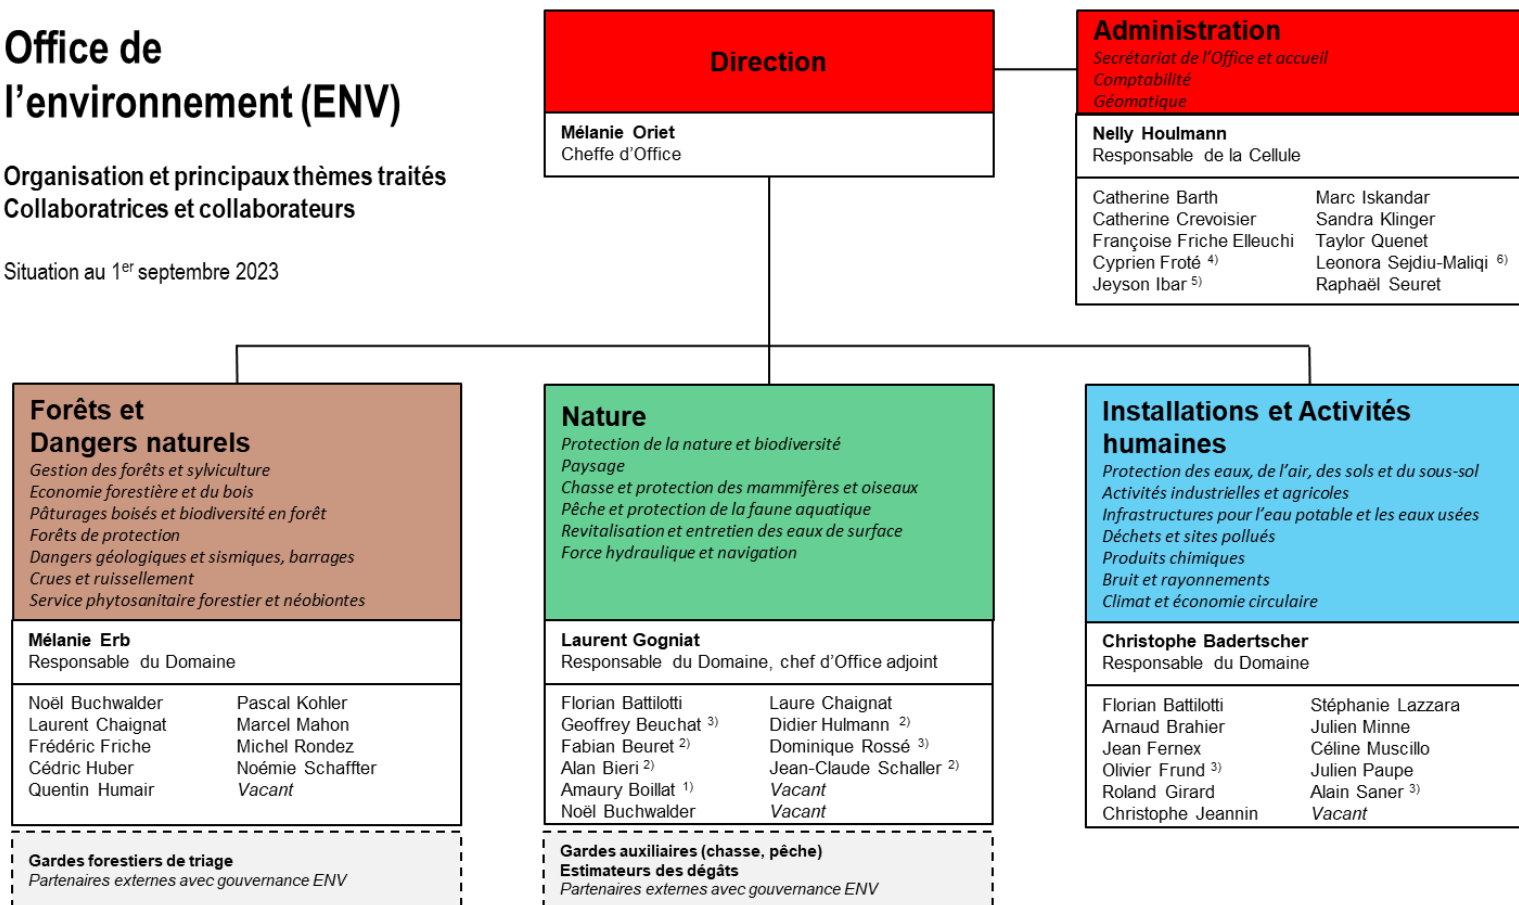 Office de
l’environnement (ENV)
Organisation et principaux thèmes traités
Collaboratrices et collaborateurs
Situation au 1er septembre 2023
Direction
Mélanie Oriet
Cheffe d’Office
Administration
Secrétariat de l’Office et accueil
Comptabilité
Géomatique
Nelly Houlmann
Responsable de la Cellule
Catherine Barth
Catherine Crevoisier
Françoise Friche Elleuchi
Cyprien Froté 4)
Jeyson Ibar 5)
Marc Iskandar
Sandra Klinger
Taylor Quenet
Leonora Sejdiu-Maliqi 6)
Raphaël Seuret
Forêts et
Dangers naturels
Gestion des forêts et sylviculture
Economie forestière et du bois
Pâturages boisés et biodiversité en forêt
Forêts de protection
Dangers géologiques et sismiques, barrages
Crues et ruissellement
Service phytosanitaire forestier et néobiontes
Mélanie Erb
Responsable du Domaine
Noël Buchwalder
Laurent Chaignat
Frédéric Friche
Cédric Huber
Quentin Humair
Pascal Kohler
Marcel Mahon
Michel Rondez
Noémie Schaffter
Vacant
Gardes forestiers de triage
Partenaires externes avec gouvernance ENV
Nature
Protection de la nature et biodiversité
Paysage
Chasse et protection des mammifères et oiseaux
Pêche et protection de la faune aquatique
Revitalisation et entretien des eaux de surface
Force hydraulique et navigation
Laurent Gogniat
Responsable du Domaine, chef d’Office adjoint
Florian Battilotti
Geoffrey Beuchat 3)
Fabian Beuret 2)
Alan Bieri 2)
Amaury Boillat 1)
Noël Buchwalder
Laure Chaignat
Didier Hulmann 2)
Dominique Rossé 3)
Jean-Claude Schaller 2)
Vacant
Vacant
Gardes auxiliaires (chasse, pêche)
Estimateurs des dégâts
Partenaires externes avec gouvernance ENV
Installations et Activités
humaines
Protection des eaux, de l’air, des sols et du sous-sol
Activités industrielles et agricoles
Infrastructures pour l’eau potable et les eaux usées
Déchets et sites pollués
Produits chimiques
Bruit et rayonnements
Climat et économie circulaire
Christophe Badertscher
Responsable du Domaine
Florian Battilotti
Arnaud Brahier
Jean Fernex
Olivier Frund 3)
Roland Girard
Christophe Jeannin
Stéphanie Lazzara
Julien Minne
Céline Muscillo
Julien Paupe
Alain Saner 3)
Vacant